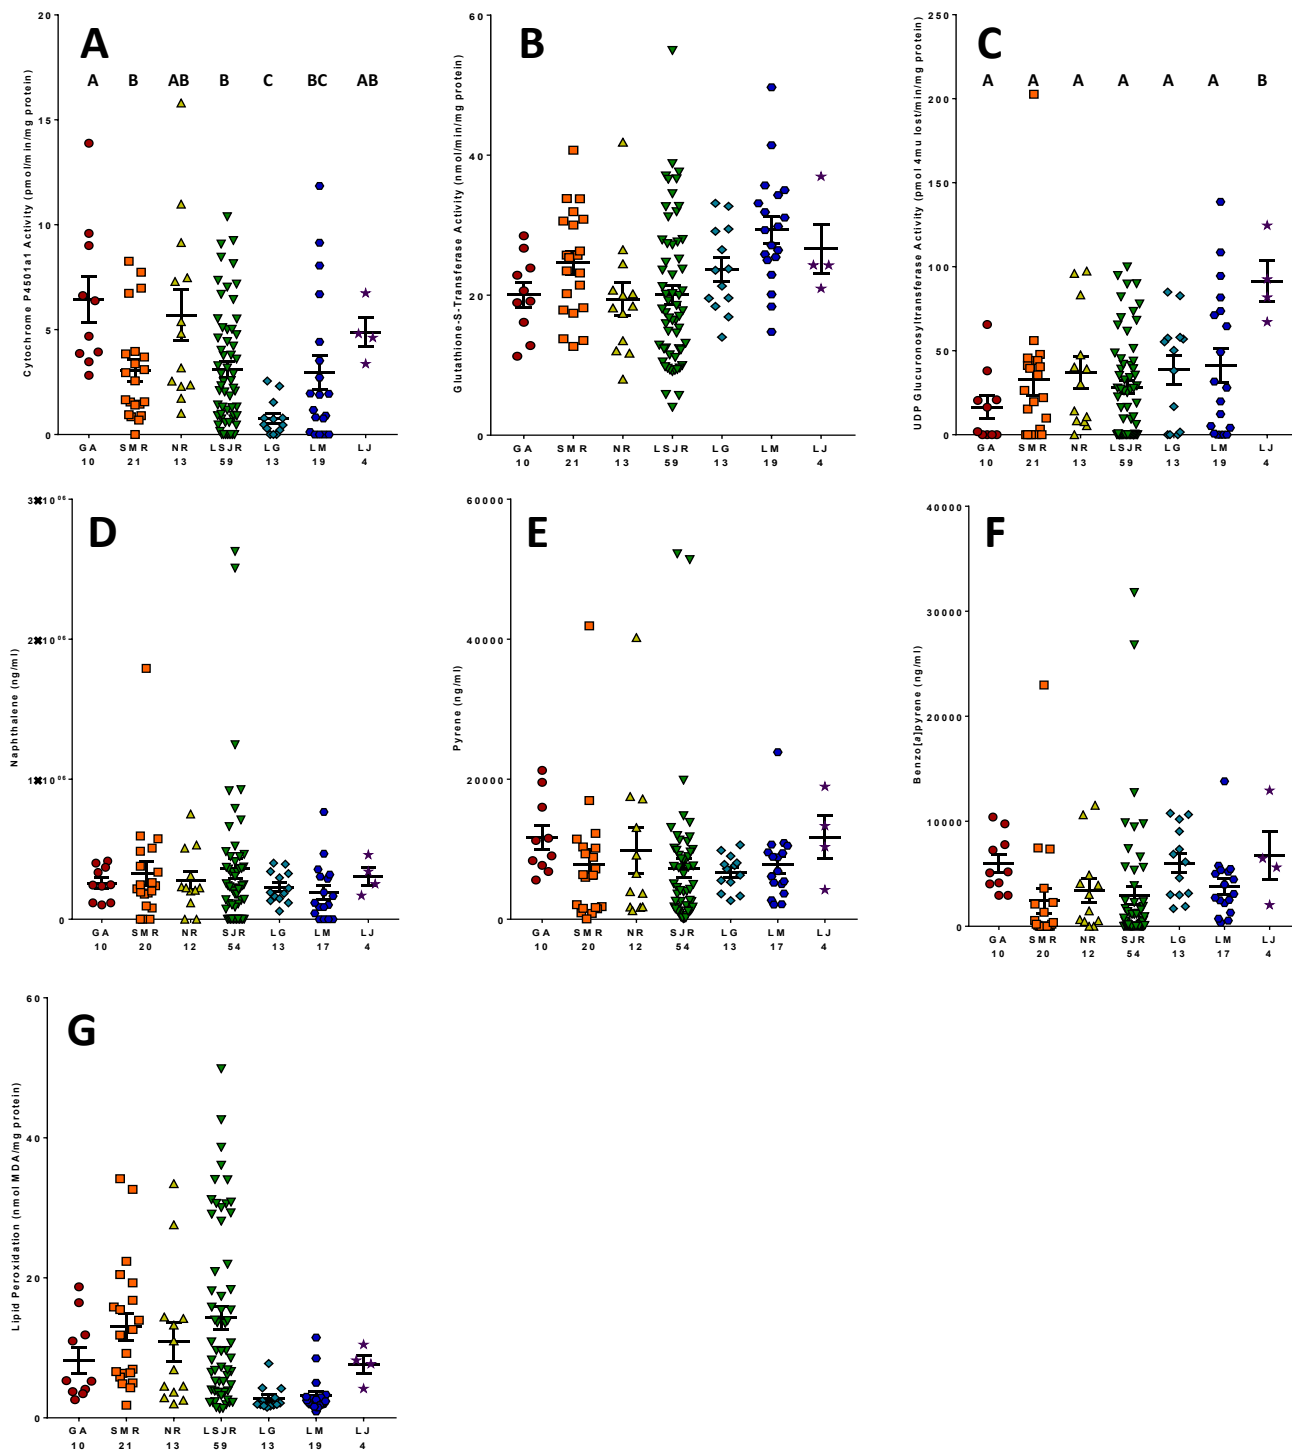 A
Cytochrome P4501a1 Activity (pmol/min/mg protein)
20
15
10
5
0
A B AB B C BC AB
GA SMR NR LSJR LG LM LJ
10 21 13 59 13 19 4
B
Glutathione-S-Transferase Activity (nmol/min/mg protein)
60
40
20
0
GA SMR NR LSJR LG LM LJ
10 21 13 59 13 19 4
C
UDP Glucuronosyltransferase Activity (pmol 4mu lost/min/mg protein)
250
200
150
100
50
0
A A A A A A B
GA SMR NR LSJR LG LM LJ
10 21 13 59 13 19 4
D
Naphthalene (ng/ml)
3×10⁰⁶
2×10⁰⁶
1×10⁰⁶
0
GA SMR NR SJR LG LM LJ
10 20 12 54 13 17 4
E
Pyrene (ng/ml)
60000
40000
20000
0
GA SMR NR SJR LG LM LJ
10 20 12 54 13 17 4
F
Benzo[a]pyrene (ng/ml)
40000
30000
20000
10000
0
GA SMR NR SJR LG LM LJ
10 20 12 54 13 17 4
G
Lipid Peroxidation (nmol MDA/mg protein)
60
40
20
0
GA SMR NR LSJR LG LM LJ
10 21 13 59 13 19 4